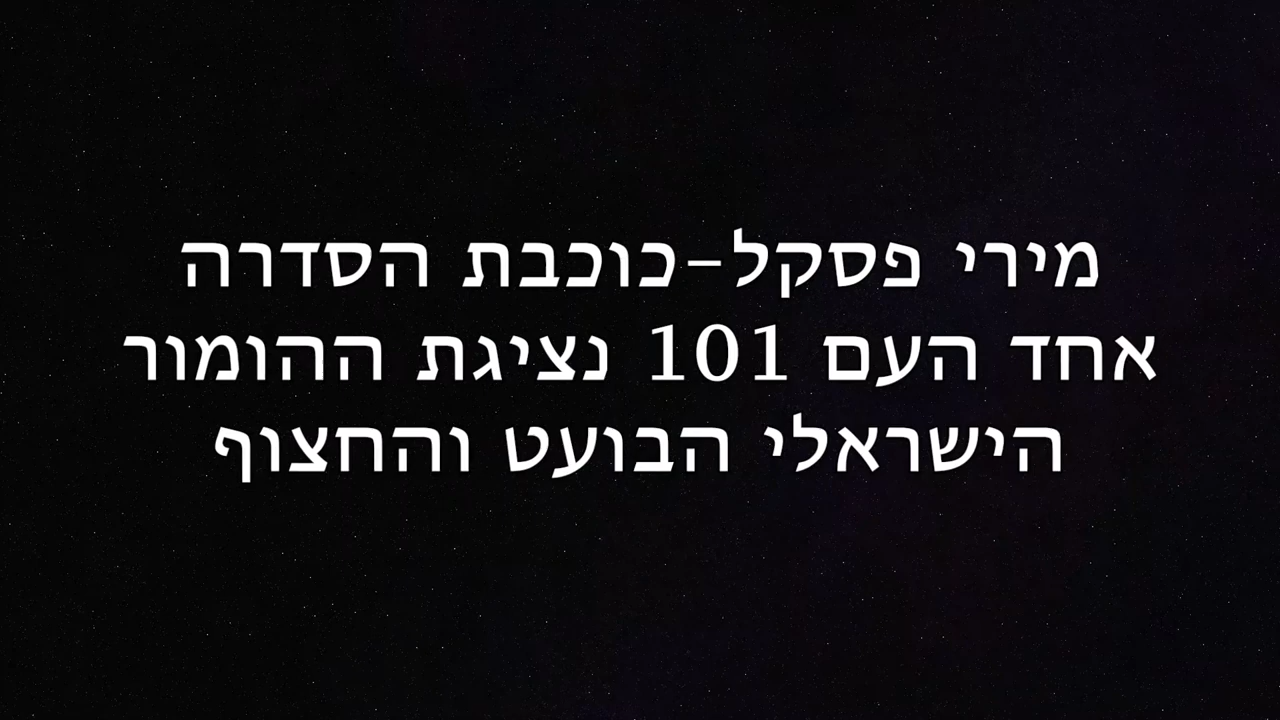 מירי פסקל-כוכבת הסדרה
אחד העם 101 נציגת ההומור
הישראלי הבועט והחצוף